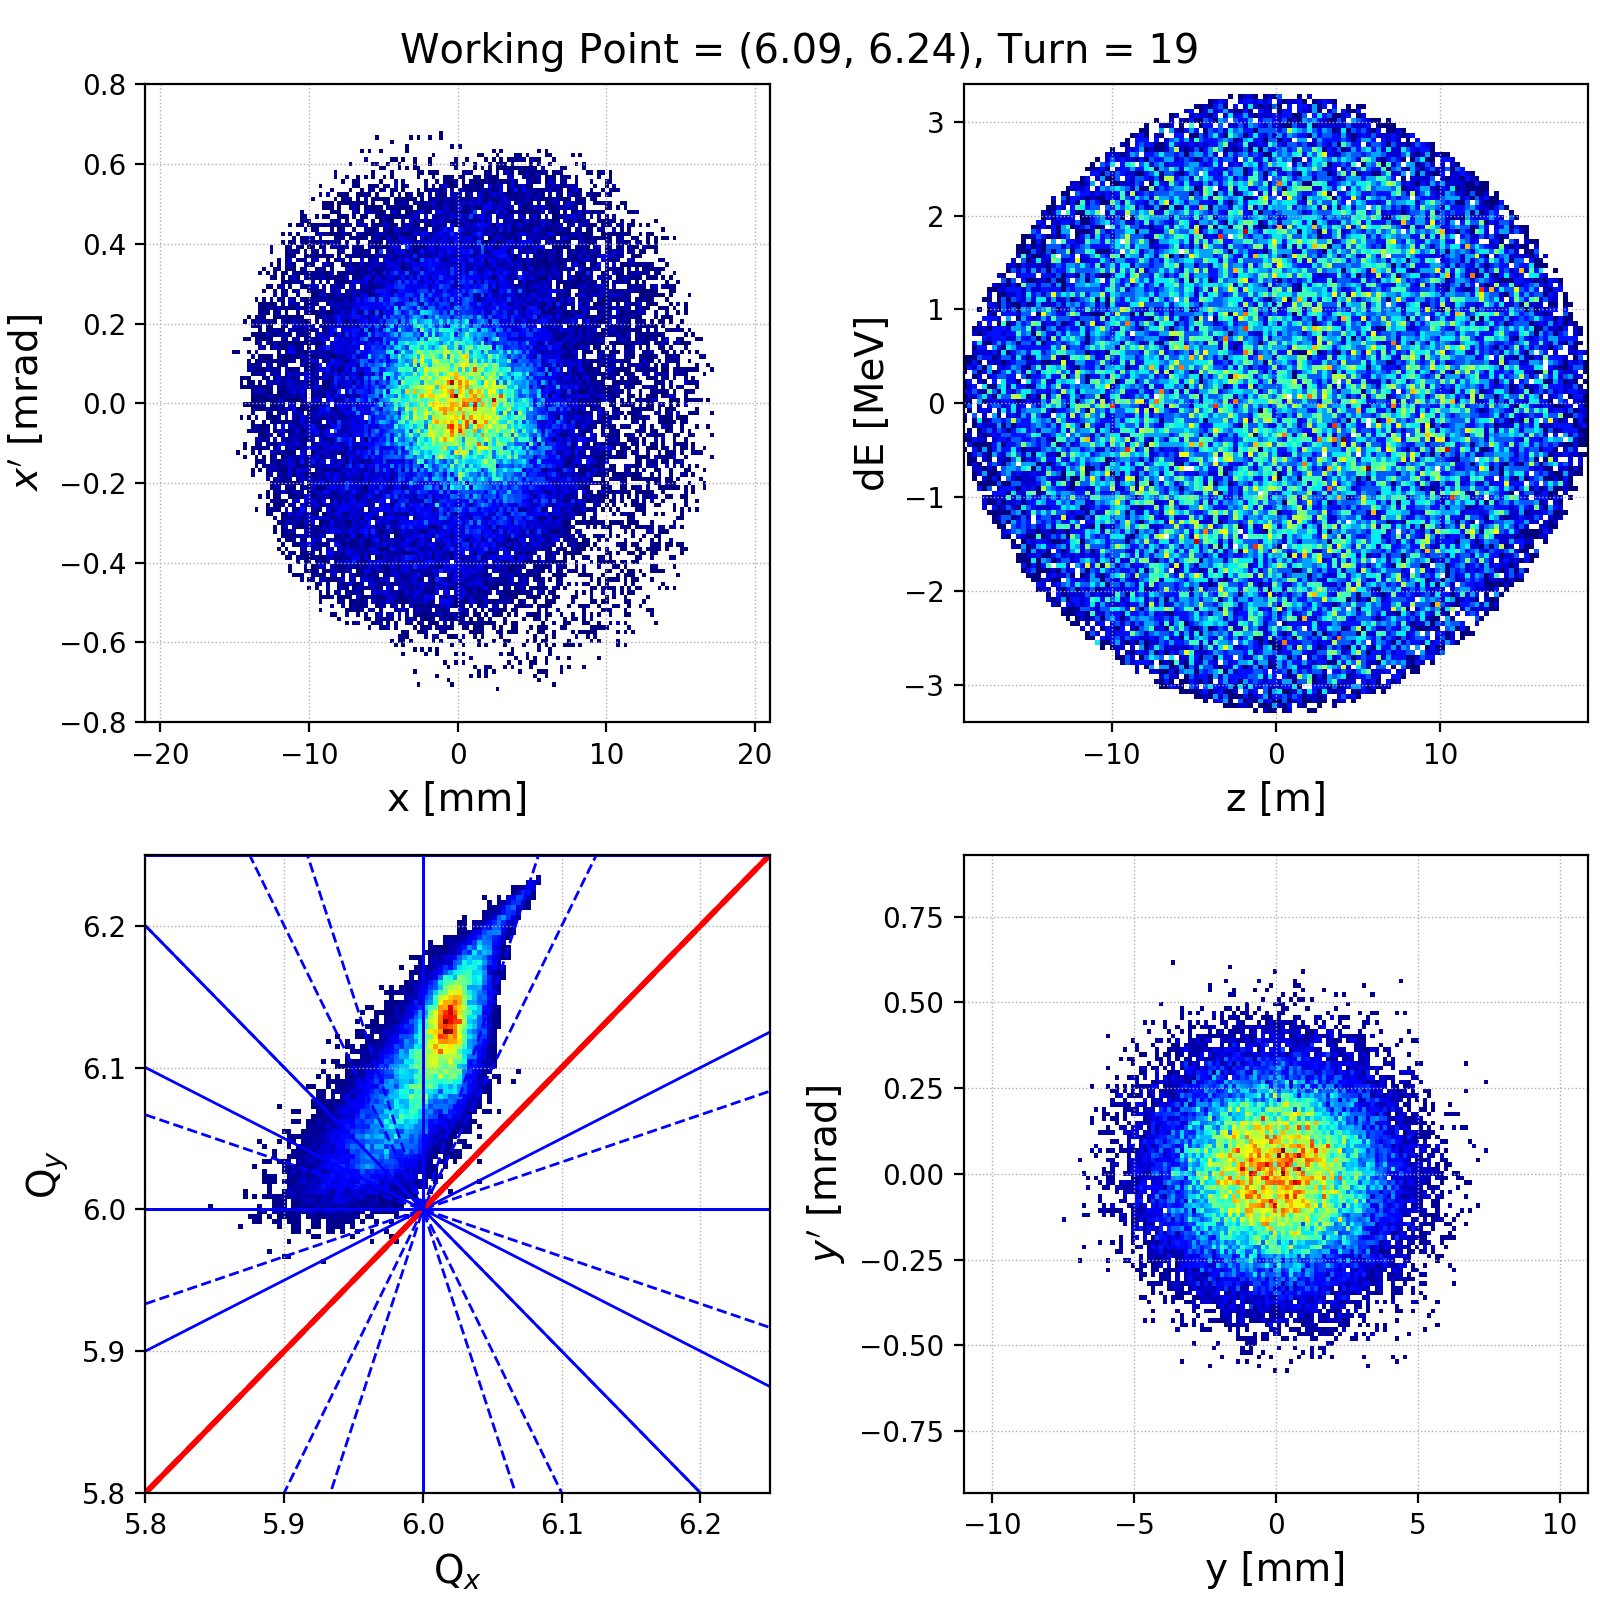 Working Point = (6.09, 6.24), Turn = 19
0.8
0.6
0.4
0.2
0.0
−0.2
−0.4
−0.6
−0.8
x′ [mrad]
−20 −10 0 10 20
x [mm]
3
2
1
0
−1
−2
−3
dE [MeV]
−10 0 10
z [m]
6.2
6.1
6.0
5.9
5.8
Qy
5.8 5.9 6.0 6.1 6.2
Qx
0.75
0.50
0.25
0.00
−0.25
−0.50
−0.75
y′ [mrad]
−10 −5 0 5 10
y [mm]